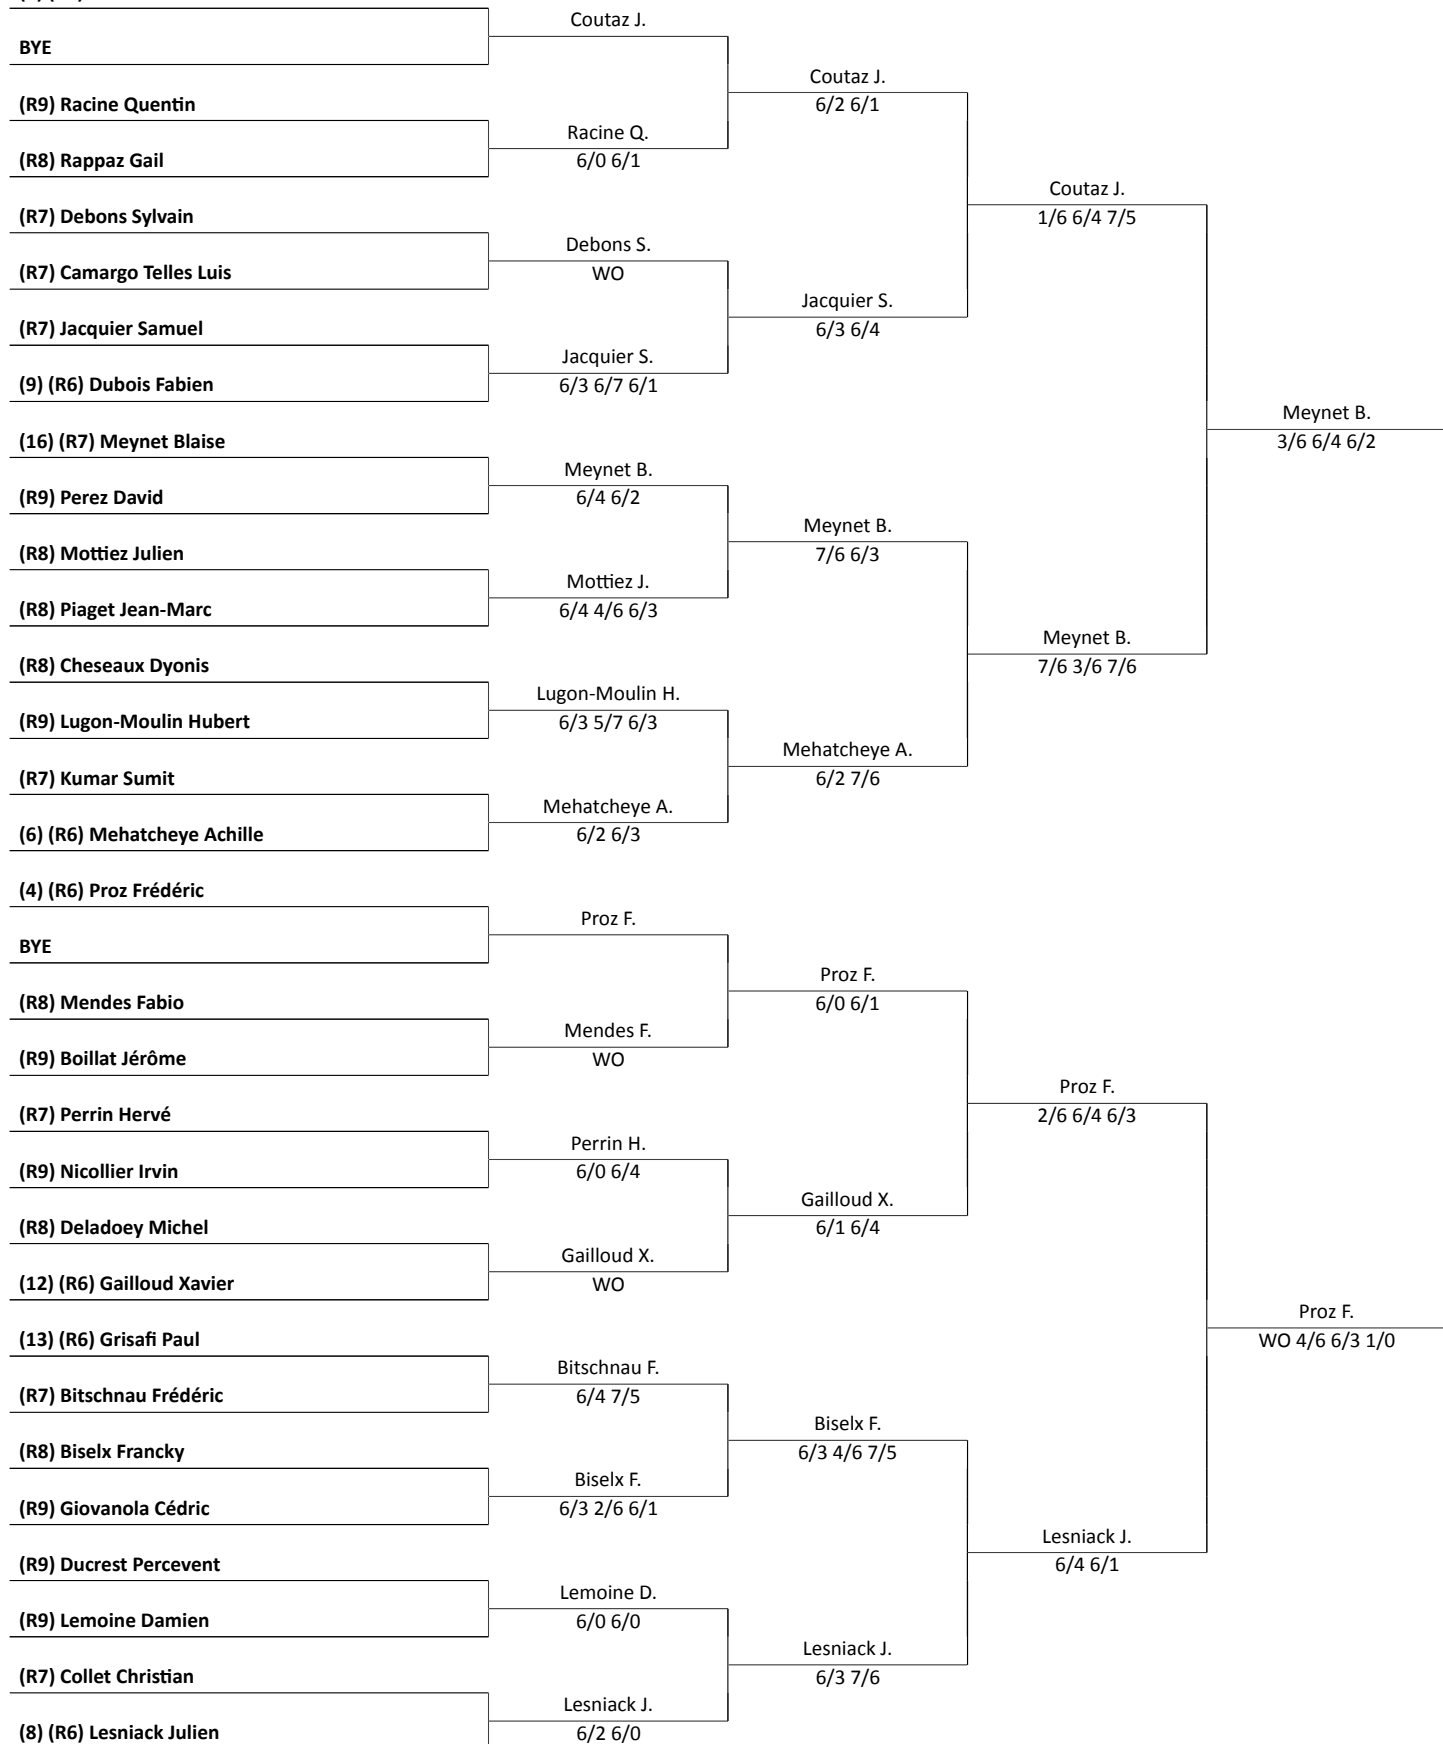 Coutaz J.
BYE
Coutaz J.
(R9) Racine Quentin
6/2 6/1
Racine Q.
(R8) Rappaz Gail
6/0 6/1
Coutaz J.
(R7) Debons Sylvain
1/6 6/4 7/5
Debons S.
(R7) Camargo Telles Luis
WO
Jacquier S.
(R7) Jacquier Samuel
6/3 6/4
Jacquier S.
(9) (R6) Dubois Fabien
6/3 6/7 6/1
Meynet B.
(16) (R7) Meynet Blaise
3/6 6/4 6/2
Meynet B.
(R9) Perez David
6/4 6/2
Meynet B.
(R8) Mottiez Julien
7/6 6/3
Mottiez J.
(R8) Piaget Jean-Marc
6/4 4/6 6/3
Meynet B.
(R8) Cheseaux Dyonis
7/6 3/6 7/6
Lugon-Moulin H.
(R9) Lugon-Moulin Hubert
6/3 5/7 6/3
Mehatcheye A.
(R7) Kumar Sumit
6/2 7/6
Mehatcheye A.
(6) (R6) Mehatcheye Achille
6/2 6/3
(4) (R6) Proz Frédéric
Proz F.
BYE
Proz F.
(R8) Mendes Fabio
6/0 6/1
Mendes F.
(R9) Boillat Jérôme
WO
Proz F.
(R7) Perrin Hervé
2/6 6/4 6/3
Perrin H.
(R9) Nicollier Irvin
6/0 6/4
Gailloud X.
(R8) Deladoey Michel
6/1 6/4
Gailloud X.
(12) (R6) Gailloud Xavier
WO
Proz F.
(13) (R6) Grisafi Paul
WO 4/6 6/3 1/0
Bitschnau F.
(R7) Bitschnau Frédéric
6/4 7/5
Biselx F.
(R8) Biselx Francky
6/3 4/6 7/5
Biselx F.
(R9) Giovanola Cédric
6/3 2/6 6/1
Lesniack J.
(R9) Ducrest Percevent
6/4 6/1
Lemoine D.
(R9) Lemoine Damien
6/0 6/0
Lesniack J.
(R7) Collet Christian
6/3 7/6
Lesniack J.
(8) (R6) Lesniack Julien
6/2 6/0